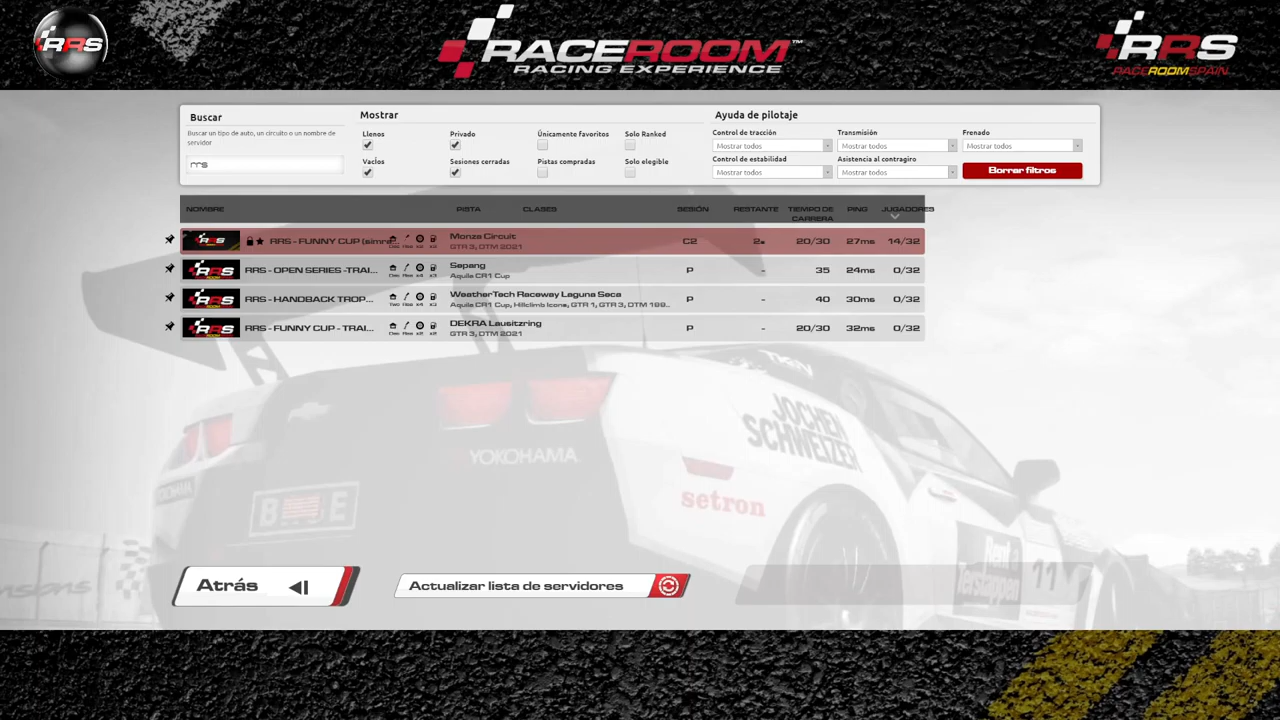 RRS
RACEROOM™
RACING EXPERIENCE
RRS
RACEROOMSPAIN
Buscar
Buscar un tipo de auto, un circuito o un nombre de
servidor
rrs
Mostrar
Llenos
Privado
Únicamente favoritos
Solo Ranked
Vacíos
Sesiones cerradas
Pistas compradas
Solo elegible
Ayuda de pilotaje
Control de tracción
Transmisión
Frenado
Mostrar todos
Mostrar todos
Mostrar todos
Control de estabilidad
Asistencia al contragiro
Mostrar todos
Mostrar todos
Borrar filtros
NOMBRE PISTA CLASES SESIÓN RESTANTE TIEMPO DE CARRERA PING JUGADORES
RRS - FUNNY CUP (simre... Monza Circuit C2 2* 20/30 27ms 14/32
GTR 3, DTM 2021
RRS - OPEN SERIES -TRAI... Sepang P - 35 24ms 0/32
Aquila CR1 Cup
RRS - HANDBACK TROP... WeatherTech Raceway Laguna Seca P - 40 30ms 0/32
Aquila CR1 Cup, Hillclimb Icons, GTR 1, GTR 3, DTM 199...
RRS - FUNNY CUP - TRAI... DEKRA Lausitzring P - 20/30 32ms 0/32
GTR 3, DTM 2021
JOCHEN
SCHWEIZER
YOKOHAMA
YOKOHAMA
setron
11
Atrás
Actualizar lista de servidores